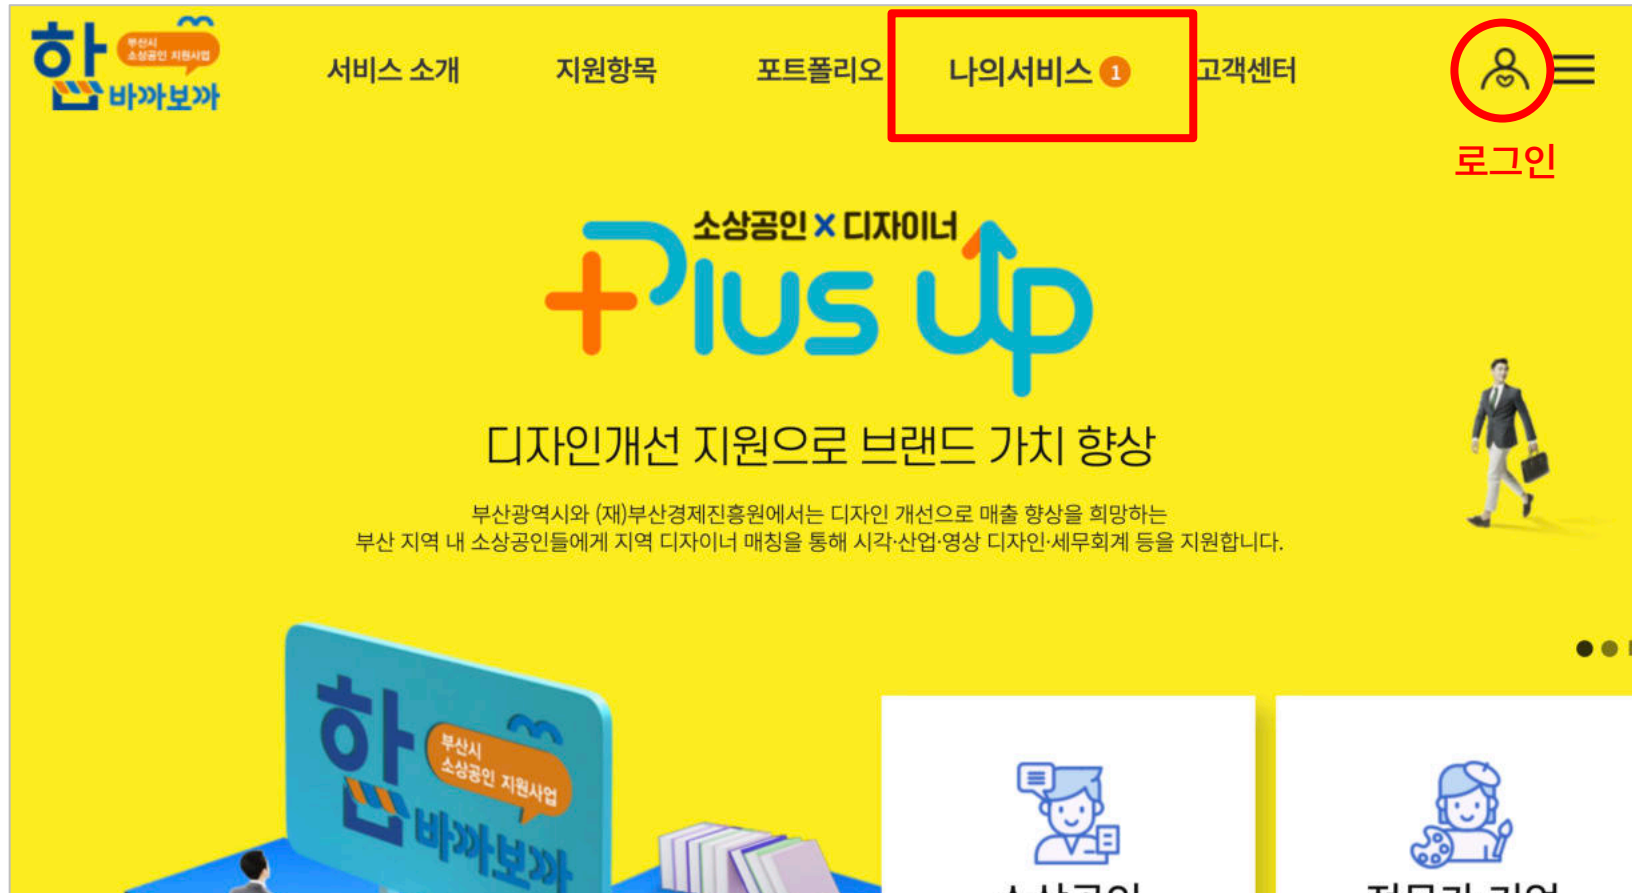 한
부산시
소상공인 지원사업
바까보까
서비스 소개
지원항목
포트폴리오
나의서비스 1
고객센터
로그인
소상공인 x 디자이너
Plus up
디자인개선 지원으로 브랜드 가치 향상
부산광역시와 (재)부산경제진흥원에서는 디자인 개선으로 매출 향상을 희망하는
부산 지역 내 소상공인들에게 지역 디자이너 매칭을 통해 시각·산업·영상 디자인·세무회계 등을 지원합니다.
한
부산시
소상공인 지원사업
바까보까
소상공인